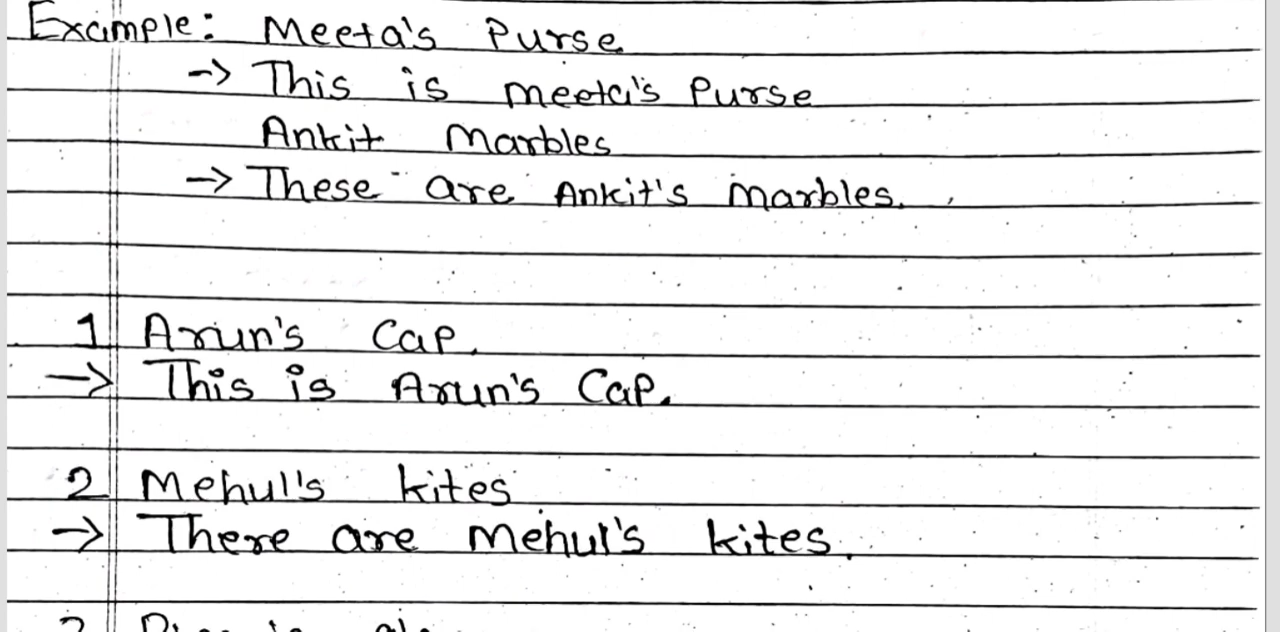 Example: Meeta's Purse
-> This is meeta's Purse
Ankit Marbles
-> These are Ankit's marbles.
1 Arun's Cap.
-> This is Arun's Cap.
2 Mehul's kites
-> There are Mehul's kites.